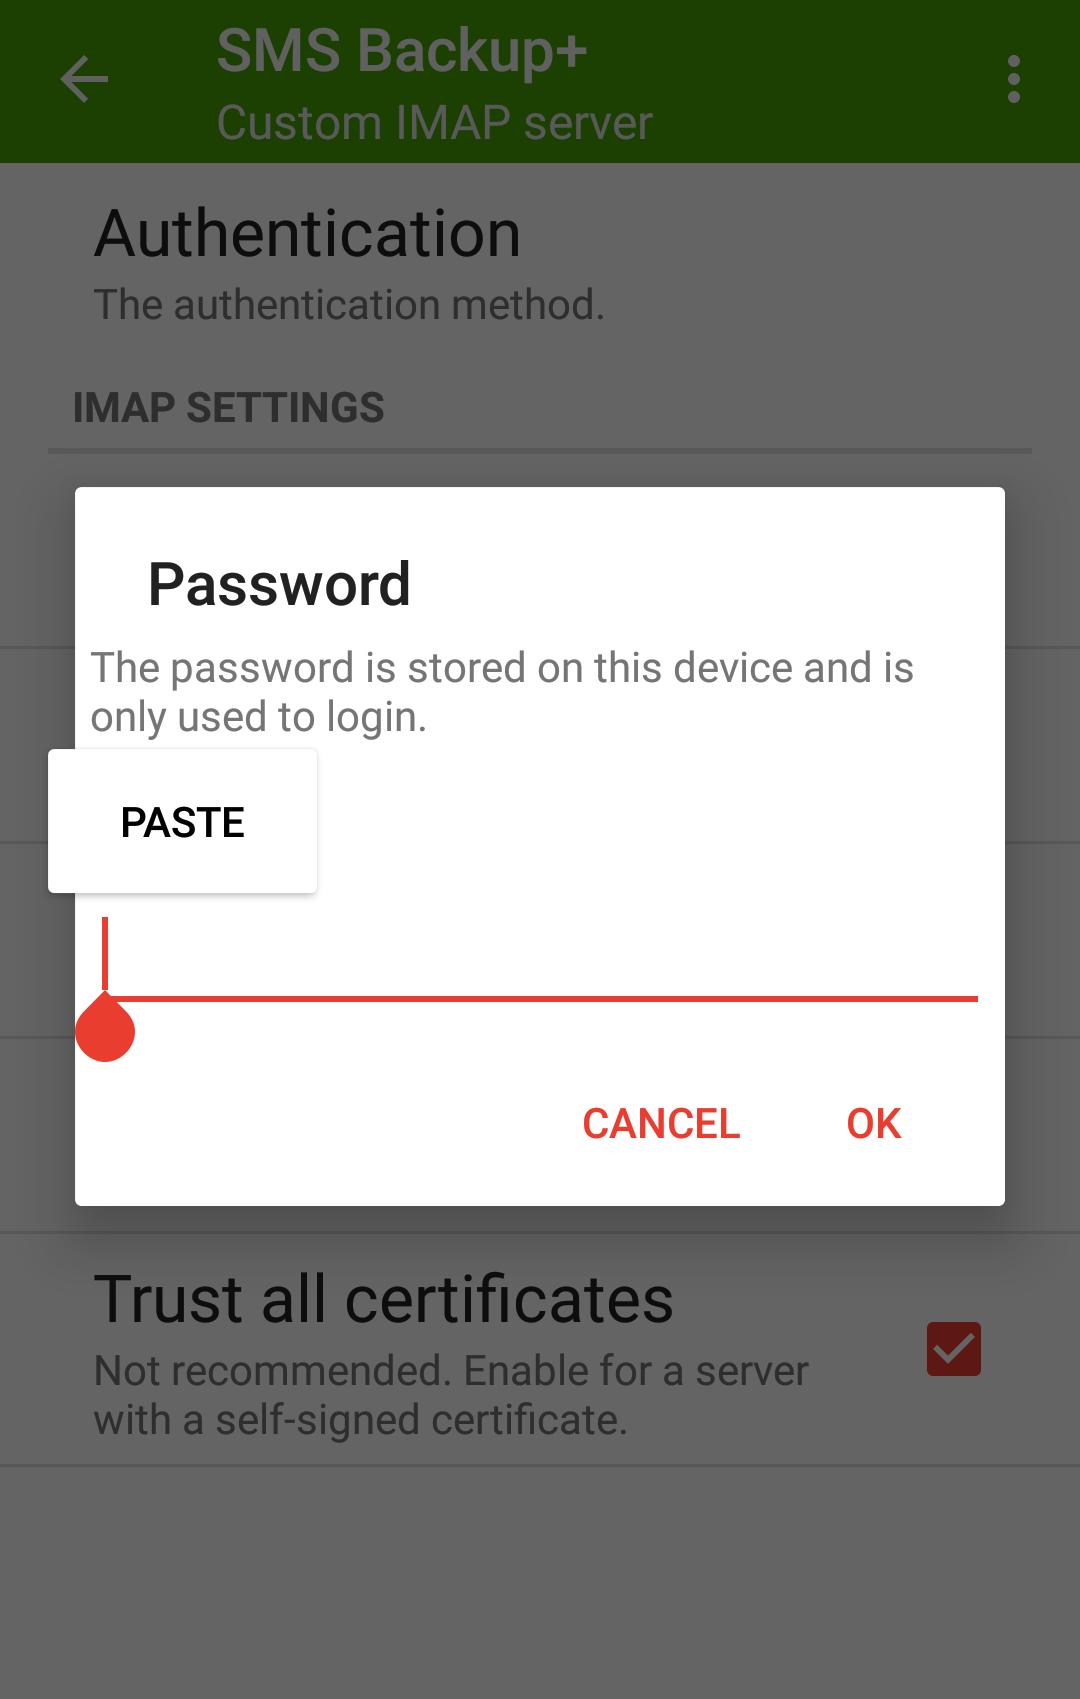 SMS Backup+
Custom IMAP server
Authentication
The authentication method.
IMAP SETTINGS
Password
The password is stored on this device and is
only used to login.
PASTE
CANCEL
OK
Trust all certificates
Not recommended. Enable for a server
with a self-signed certificate.